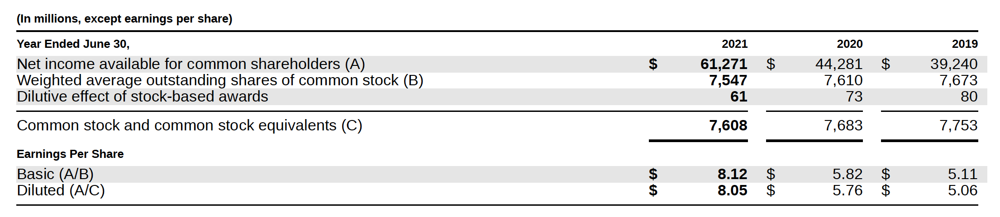 (In millions, except earnings per share)
Year Ended June 30, 2021 2020 2019
Net income available for common shareholders (A) $ 61,271 $ 44,281 $ 39,240
Weighted average outstanding shares of common stock (B) 7,547 7,610 7,673
Dilutive effect of stock-based awards 61 73 80
Common stock and common stock equivalents (C) 7,608 7,683 7,753
Earnings Per Share
Basic (A/B) $ 8.12 $ 5.82 $ 5.11
Diluted (A/C) $ 8.05 $ 5.76 $ 5.06